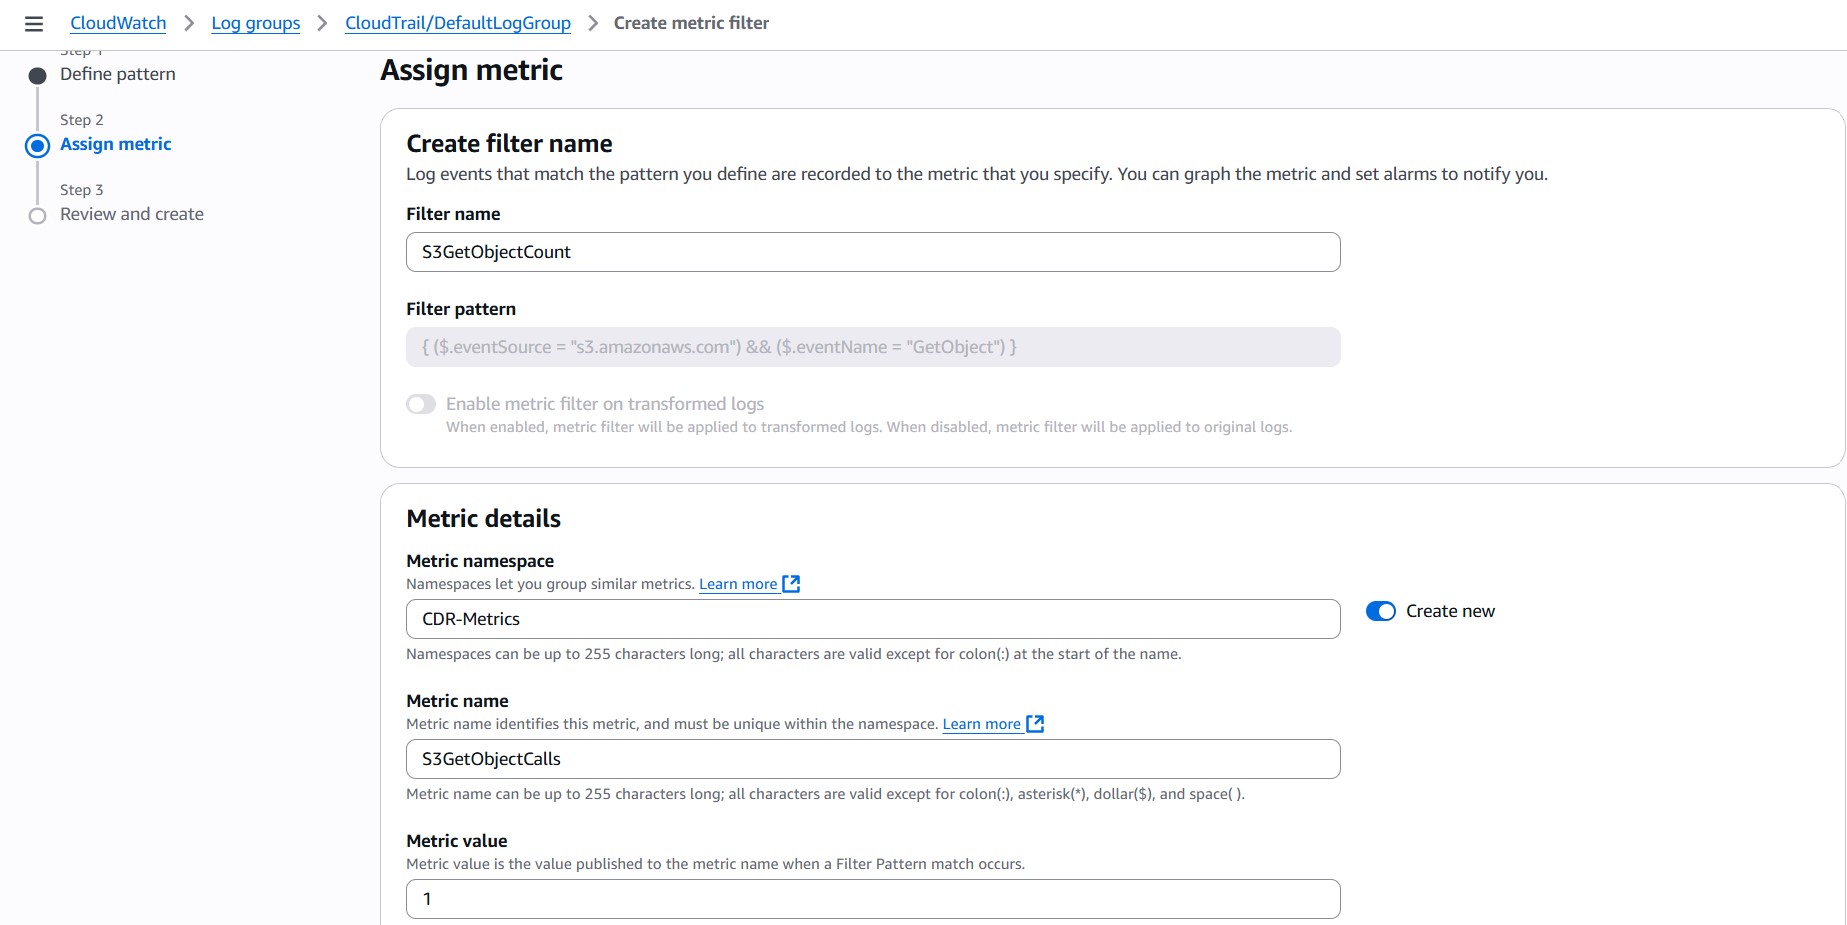 CloudWatch > Log groups > CloudTrail/DefaultLogGroup > Create metric filter
Step 1
Define pattern
Step 2
Assign metric
Step 3
Review and create
Assign metric
Create filter name
Log events that match the pattern you define are recorded to the metric that you specify. You can graph the metric and set alarms to notify you.
Filter name
S3GetObjectCount
Filter pattern
{ ($.eventSource = "s3.amazonaws.com") && ($.eventName = "GetObject") }
Enable metric filter on transformed logs
When enabled, metric filter will be applied to transformed logs. When disabled, metric filter will be applied to original logs.
Metric details
Metric namespace
Namespaces let you group similar metrics. Learn more
CDR-Metrics
Create new
Namespaces can be up to 255 characters long; all characters are valid except for colon(:) at the start of the name.
Metric name
Metric name identifies this metric, and must be unique within the namespace. Learn more
S3GetObjectCalls
Metric name can be up to 255 characters long; all characters are valid except for colon(:), asterisk(*), dollar($), and space( ).
Metric value
Metric value is the value published to the metric name when a Filter Pattern match occurs.
1